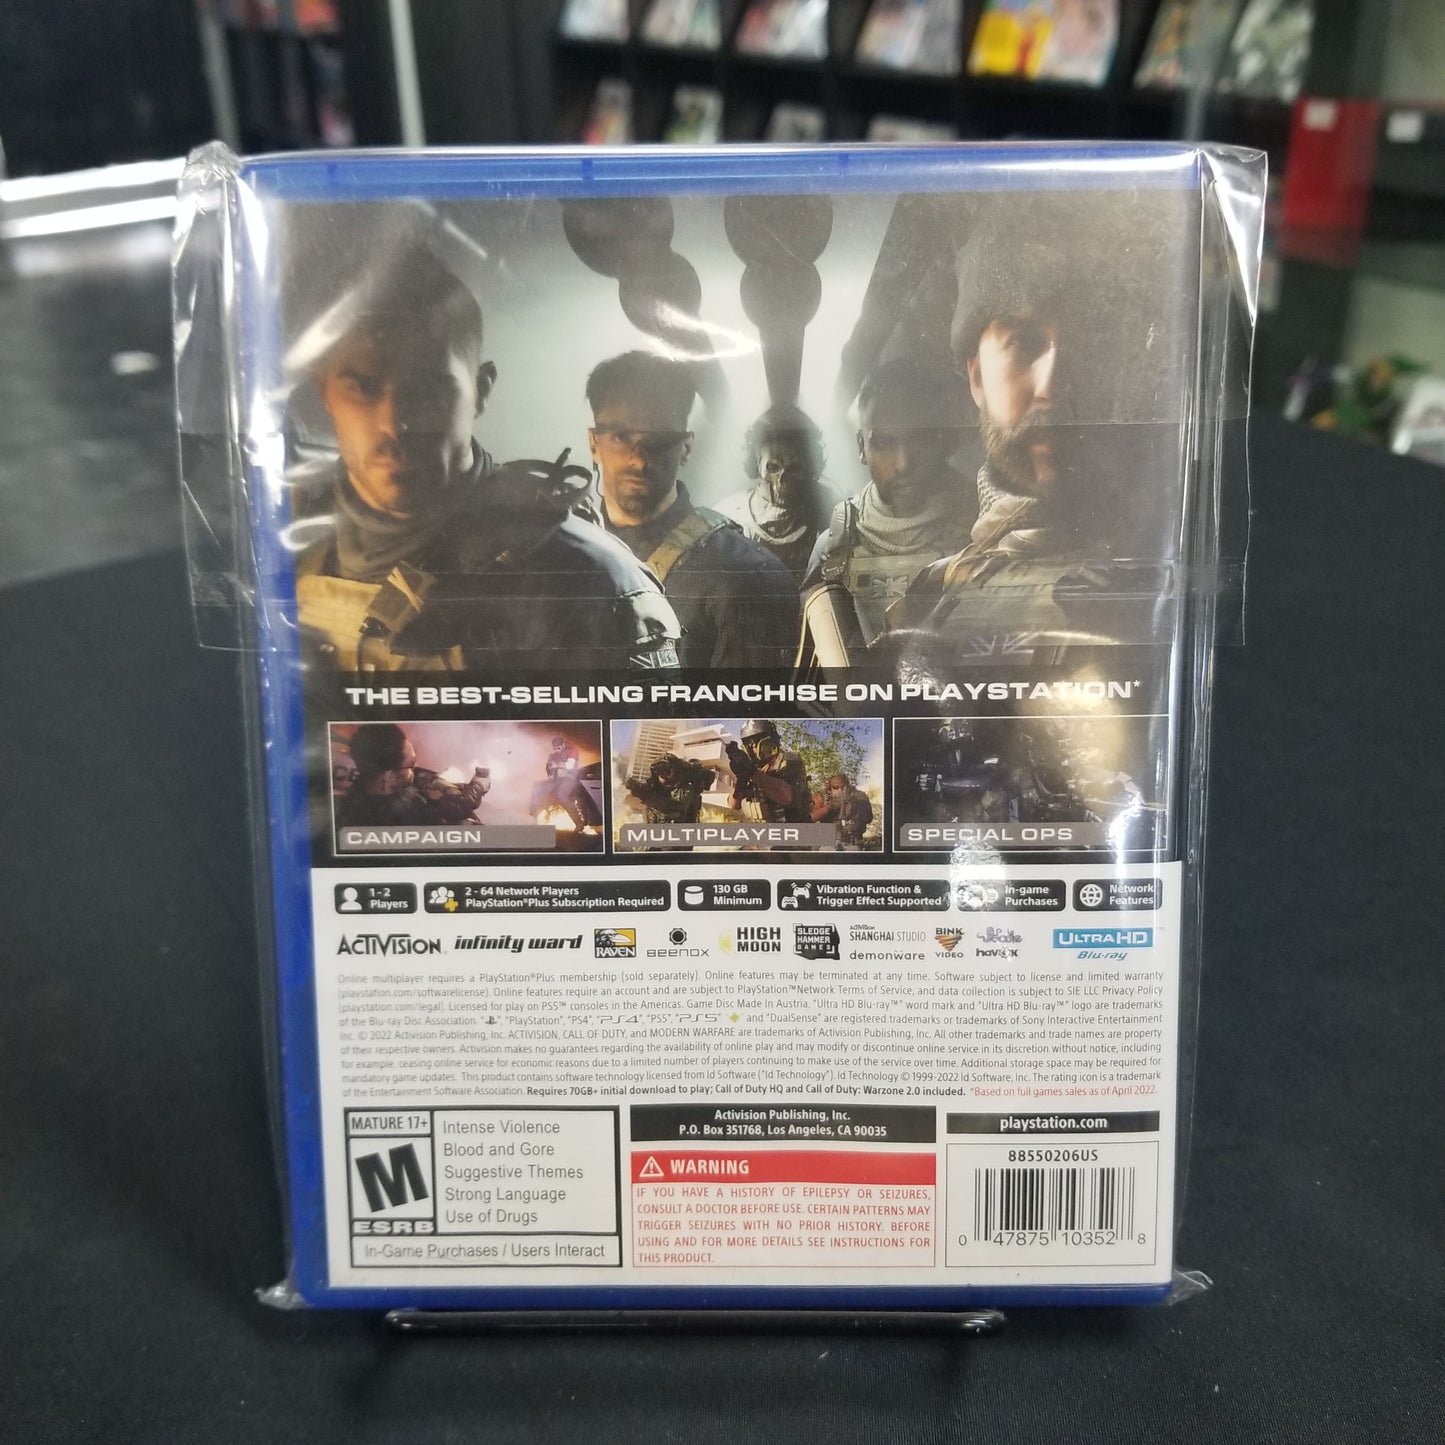 THE BEST-SELLING FRANCHISE ON PLAYSTATION*
CAMPAIGN
MULTIPLAYER
SPECIAL OPS
1 - 2
Players
2 - 64 Network Players
PlayStation®Plus Subscription Required
130 GB
Minimum
Vibration Function &
Trigger Effect Supported
In-game
Purchases
Network
Features
ACTIVISION
infinity ward
RAVEN
BEENOX
HIGH
MOON
SLEDGE
HAMMER
GAMES
ACTIVISION
SHANGHAI STUDIO
demonware
BINK
VIDEO
havok
ULTRA HD
Blu-ray
Online multiplayer requires a PlayStation®Plus membership (sold separately). Online features may be terminated at any time. Software subject to license and limited warranty
(playstation.com/softwarelicense). Online features require an account and are subject to PlayStation™Network Terms of Service, and data collection is subject to SIE LLC Privacy Policy
(playstation.com/legal). Licensed for play on PS5™ consoles in the Americas. Game Disc Made In Austria. "Ultra HD Blu-ray™" word mark and "Ultra HD Blu-ray™" logo are trademarks
of the Blu-ray Disc Association. "", "PlayStation", "PS4", "PS4", "PS5", "PS5", "" and "DualSense" are registered trademarks or trademarks of Sony Interactive Entertainment
Inc. © 2022 Activision Publishing, Inc. ACTIVISION, CALL OF DUTY, and MODERN WARFARE are trademarks of Activision Publishing, Inc. All other trademarks and trade names are property
of their respective owners. Activision makes no guarantees regarding the availability of online play and may modify or discontinue online service in its discretion without notice, including
for example, ceasing online service for economic reasons due to a limited number of players continuing to make use of the service over time. Additional storage space may be required for
mandatory game updates. This product contains software technology licensed from Id Software ("Id Technology"). Id Technology © 1999-2022 Id Software, Inc. The rating icon is a trademark
of the Entertainment Software Association. Requires 70GB+ initial download to play; Call of Duty HQ and Call of Duty: Warzone 2.0 included. *Based on full games sales as of April 2022.
MATURE 17+
M
ESRB
Intense Violence
Blood and Gore
Suggestive Themes
Strong Language
Use of Drugs
In-Game Purchases / Users Interact
Activision Publishing, Inc.
P.O. Box 351768, Los Angeles, CA 90035
WARNING
IF YOU HAVE A HISTORY OF EPILEPSY OR SEIZURES,
CONSULT A DOCTOR BEFORE USE. CERTAIN PATTERNS MAY
TRIGGER SEIZURES WITH NO PRIOR HISTORY. BEFORE
USING AND FOR MORE DETAILS SEE INSTRUCTIONS FOR
THIS PRODUCT.
playstation.com
88550206US
0 47875 10352 8